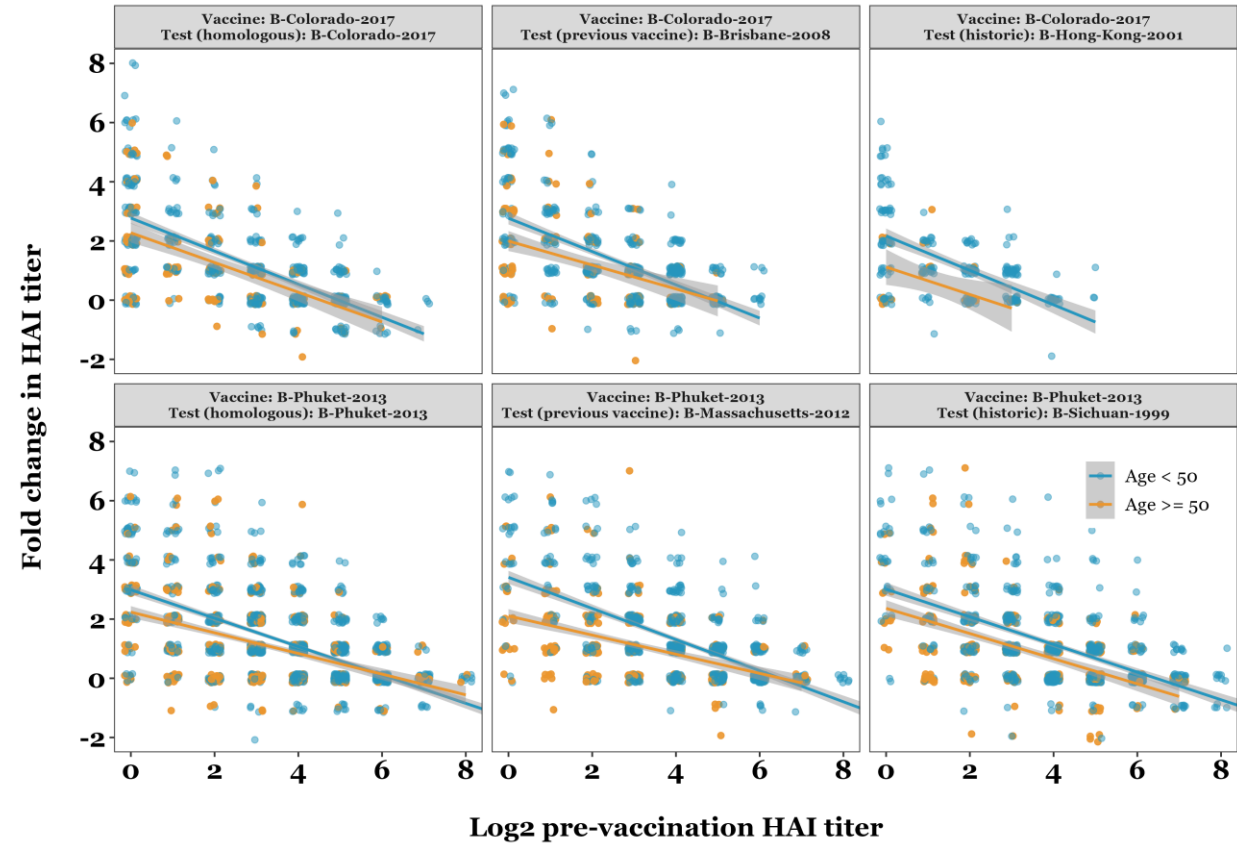 Vaccine: B-Colorado-2017
Test (homologous): B-Colorado-2017
Vaccine: B-Colorado-2017
Test (previous vaccine): B-Brisbane-2008
Vaccine: B-Colorado-2017
Test (historic): B-Hong-Kong-2001
8
6
4
2
0
-2
Vaccine: B-Phuket-2013
Test (homologous): B-Phuket-2013
Vaccine: B-Phuket-2013
Test (previous vaccine): B-Massachusetts-2012
Vaccine: B-Phuket-2013
Test (historic): B-Sichuan-1999
8
6
4
2
0
-2
Age < 50
Age >= 50
0 2 4 6 8
0 2 4 6 8
0 2 4 6 8
Fold change in HAI titer
Log2 pre-vaccination HAI titer